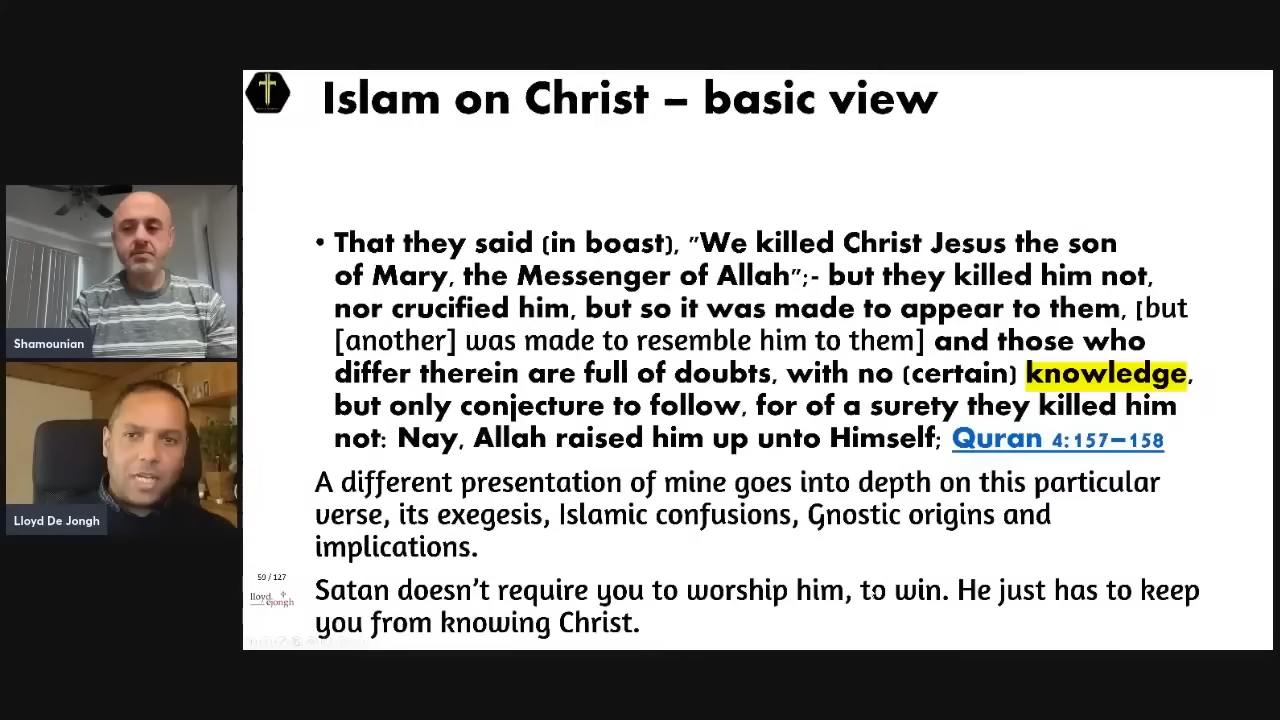 Islam on Christ – basic view
• That they said (in boast), "We killed Christ Jesus the son
of Mary, the Messenger of Allah";- but they killed him not,
nor crucified him, but so it was made to appear to them, [but
[another] was made to resemble him to them] and those who
differ therein are full of doubts, with no (certain) knowledge,
but only conjecture to follow, for of a surety they killed him
not: Nay, Allah raised him up unto Himself; Quran 4:157–158
A different presentation of mine goes into depth on this particular
verse, its exegesis, Islamic confusions, Gnostic origins and
implications.
Satan doesn't require you to worship him, to win. He just has to keep
you from knowing Christ.
59 / 127
lloyd
dejongh
Shamounian
Lloyd De Jongh